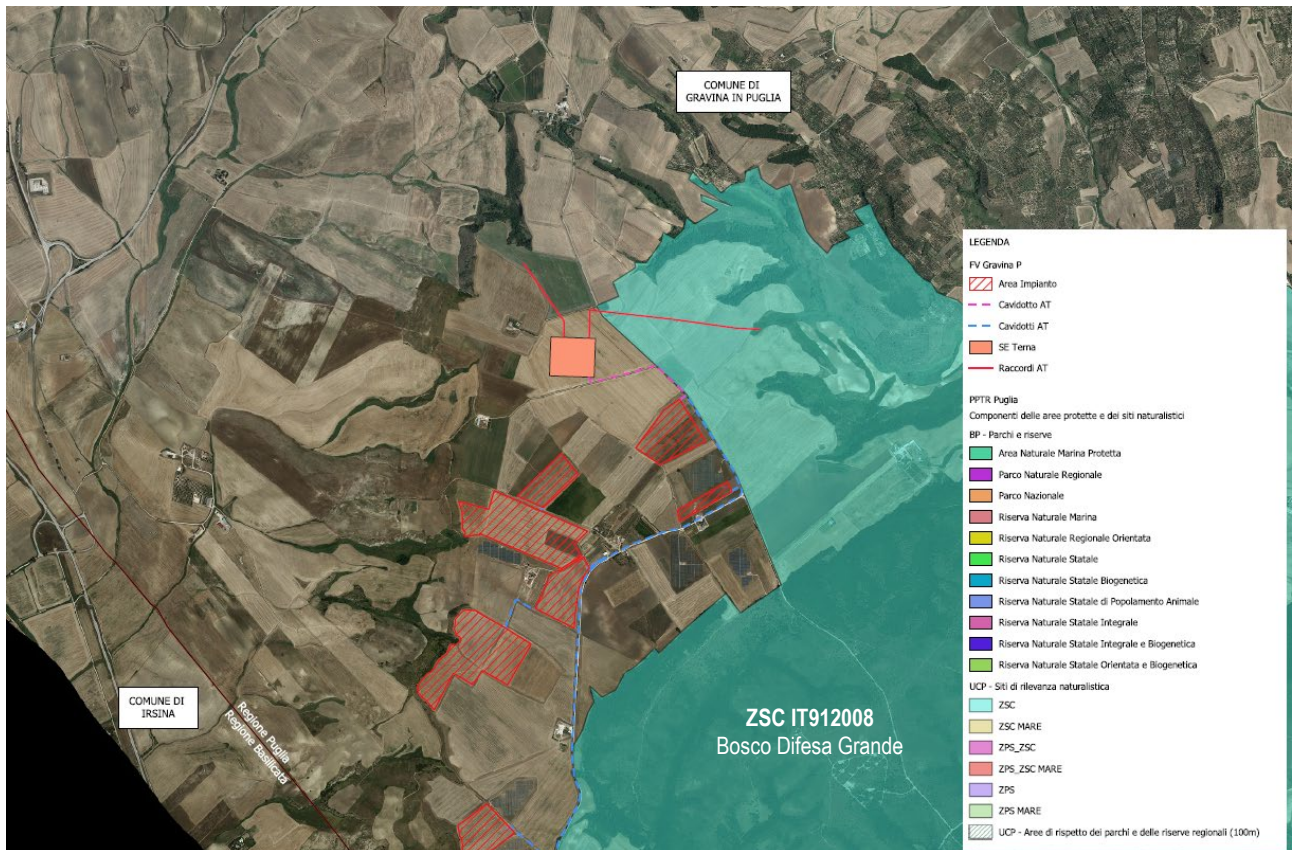 COMUNE DI
GRAVINA IN PUGLIA
LEGENDA
FV Gravina P
Area Impianto
Cavidotto AT
Cavidotti AT
SE Terna
Raccordi AT
PPTR Puglia
Componenti delle aree protette e dei siti naturalistici
BP - Parchi e riserve
Area Naturale Marina Protetta
Parco Naturale Regionale
Parco Nazionale
Riserva Naturale Marina
Riserva Naturale Regionale Orientata
Riserva Naturale Statale
Riserva Naturale Statale Biogenetica
Riserva Naturale Statale di Popolamento Animale
Riserva Naturale Statale Integrale
Riserva Naturale Statale Integrale e Biogenetica
Riserva Naturale Statale Orientata e Biogenetica
UCP - Siti di rilevanza naturalistica
ZSC
ZSC MARE
ZPS_ZSC
ZPS_ZSC MARE
ZPS
ZPS MARE
UCP - Aree di rispetto dei parchi e delle riserve regionali (100m)
COMUNE DI
IRSINA
Regione Puglia
Regione Basilicata
ZSC IT912008
Bosco Difesa Grande